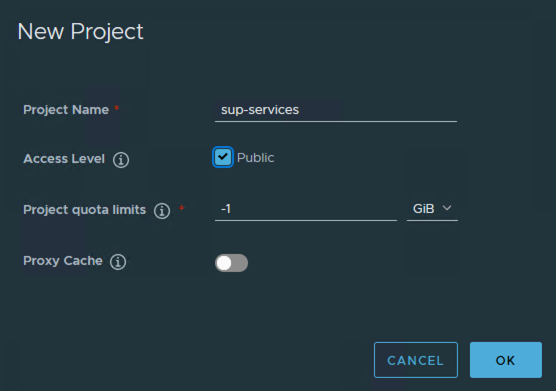 New Project
Project Name *
sup-services
Access Level
Public
Project quota limits *
-1
GiB
Proxy Cache
CANCEL
OK